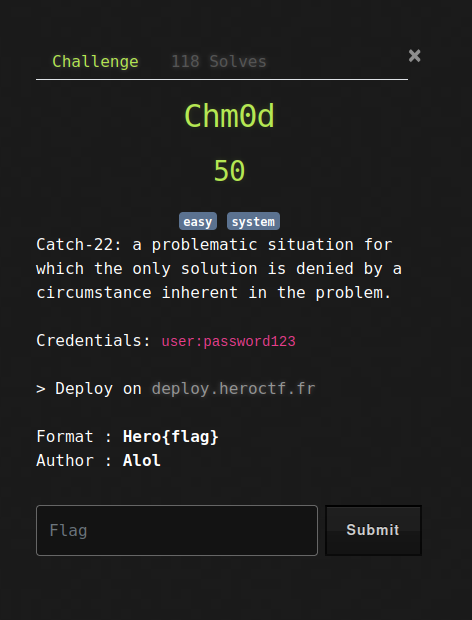 Challenge 118 Solves ×
Chm0d
50
easy system
Catch-22: a problematic situation for
which the only solution is denied by a
circumstance inherent in the problem.
Credentials: user:password123
> Deploy on deploy.heroctf.fr
Format : Hero{flag}
Author : Alol
Flag Submit